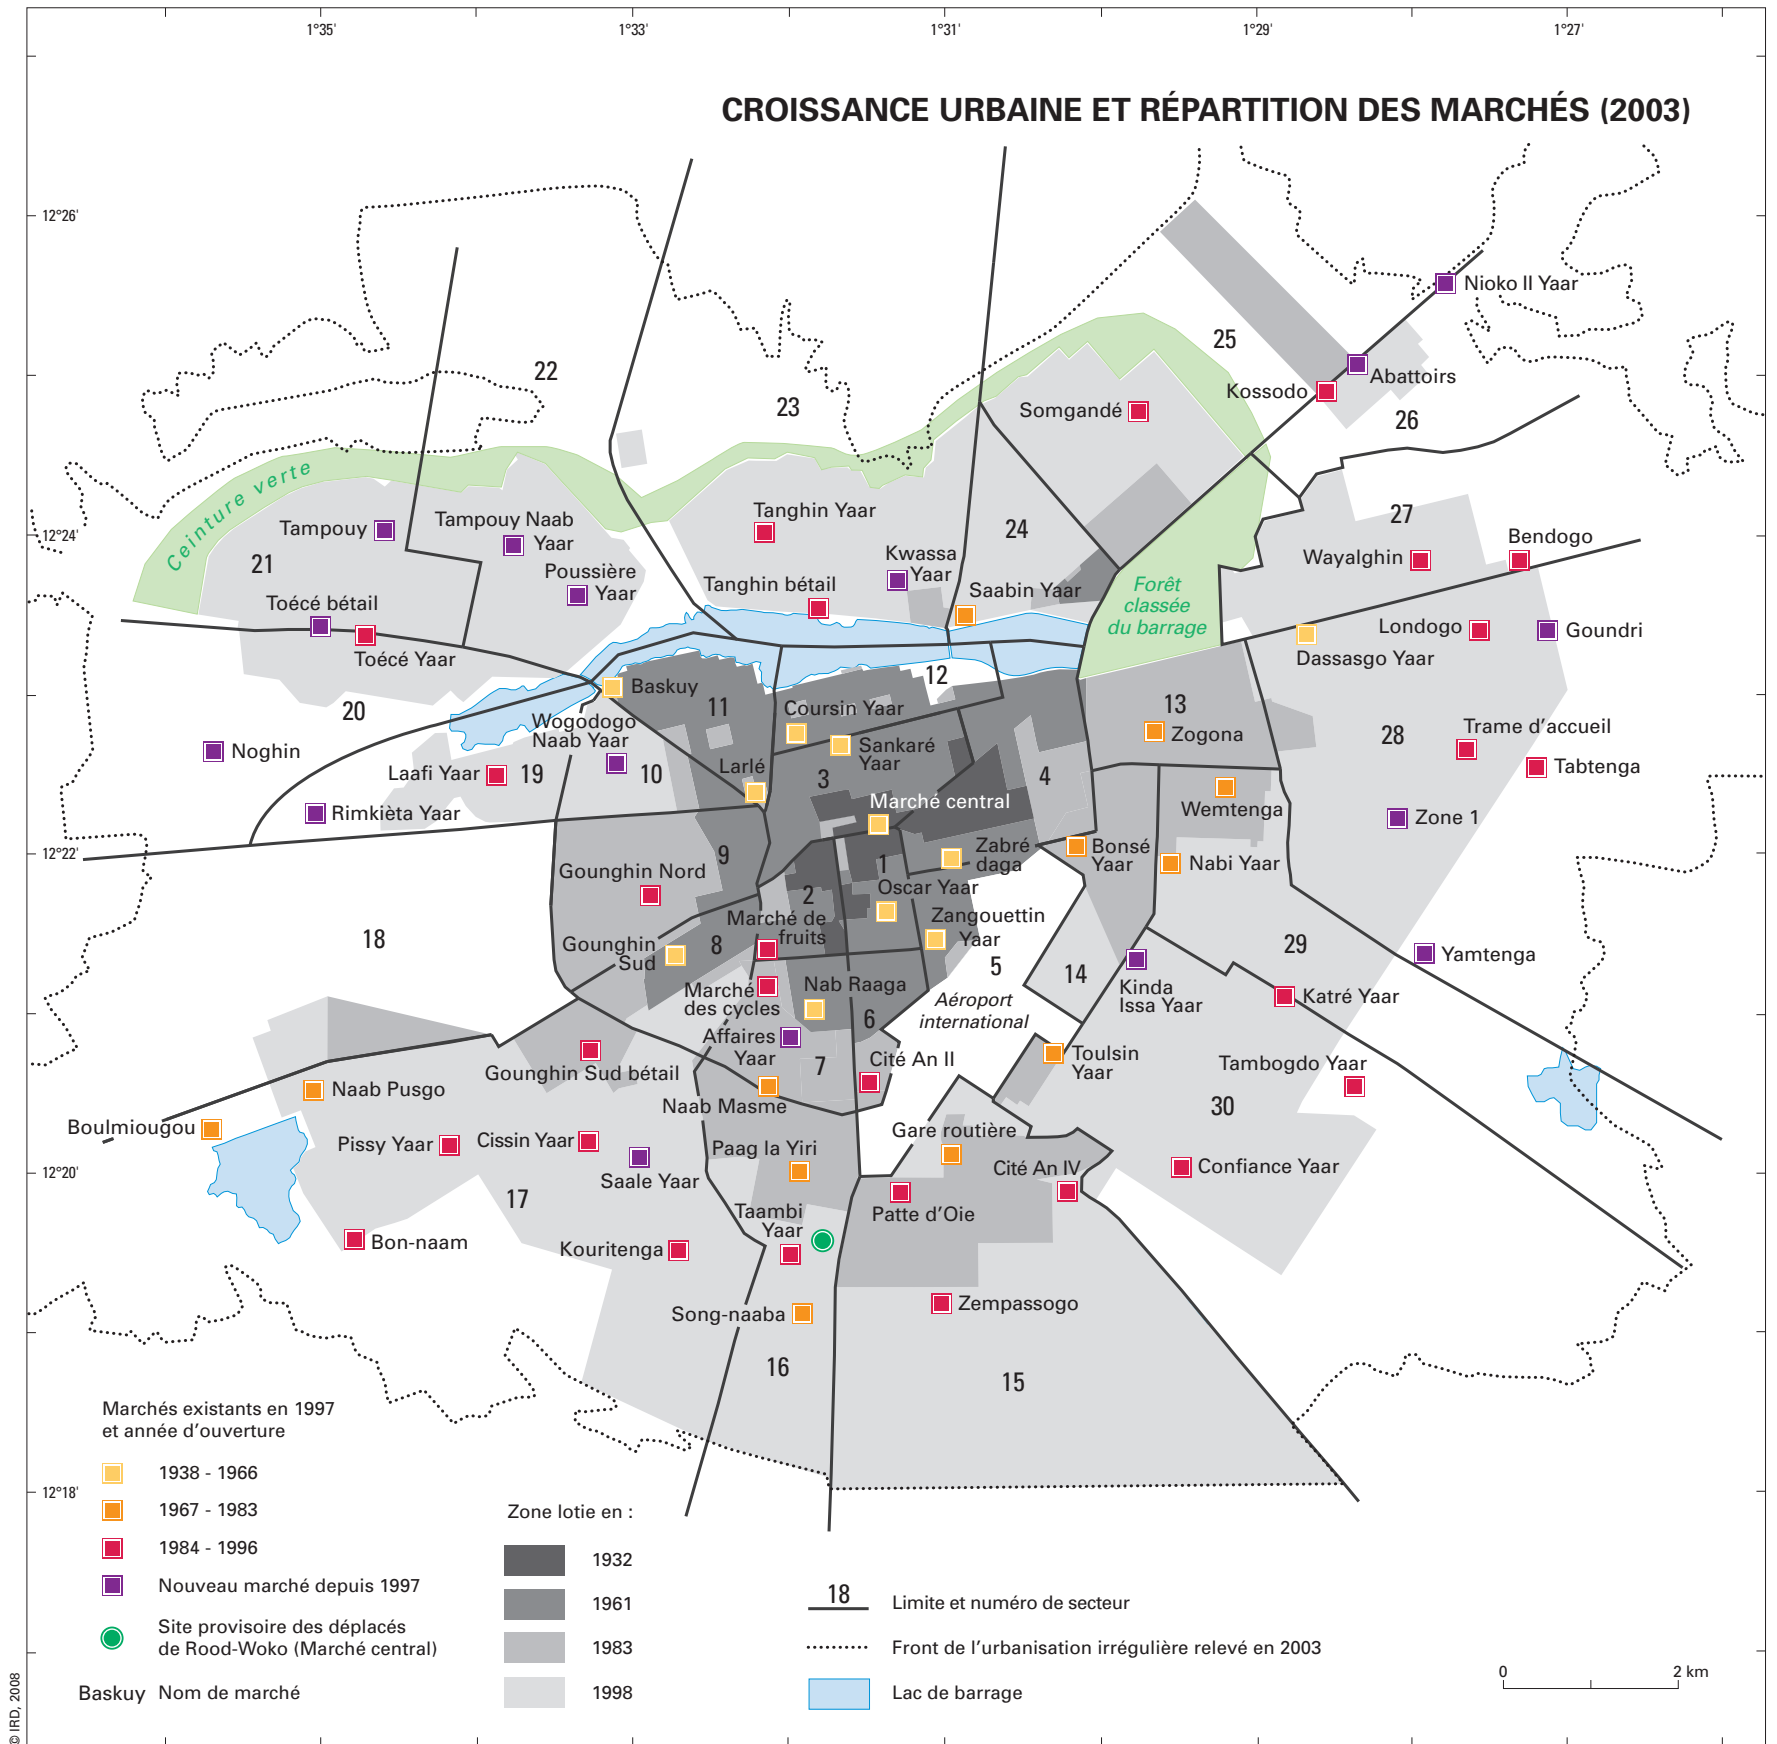 1°35'
1°33'
1°31'
1°29'
1°27'
CROISSANCE URBAINE ET RÉPARTITION DES MARCHÉS (2003)
12°26'
12°24'
12°22'
12°20'
12°18'
Nioko II Yaar
25
Abattoirs
Kossodo
26
22
23
Somgandé
Ceinture verte
Tampouy
Tampouy Naab
Yaar
Tanghin Yaar
24
27
Bendogo
Wayalghin
21
Poussière
Yaar
Kwassa
Yaar
Tanghin bétail
Saabin Yaar
Forêt
classée
du barrage
Toécé bétail
Toécé Yaar
Londogo
Goundri
Dassasgo Yaar
Baskuy
12
11
13
20
Coursin Yaar
Wogodogo
Naab Yaar
Sankaré
Yaar
Zogona
28
Trame d'accueil
Noghin
Tabtenga
Laafi Yaar
19
10
Larlé
3
4
Marché central
Wemtenga
Rimkièta Yaar
Zone 1
9
Zabré
daga
Bonsé
Yaar
Nabi Yaar
Gounghin Nord
1
2
Oscar Yaar
Marché de
fruits
Zangouettin
Yaar
18
Gounghin
Sud
8
5
14
29
Yamtenga
Marché
des cycles
Nab Raaga
Kinda
Issa Yaar
Katré Yaar
6
Aéroport
international
Affaires
Yaar
7
Cité An II
Toulsin
Yaar
Tambogdo Yaar
Gounghin Sud bétail
Naab Pusgo
Naab Masme
30
Boulmiougou
Pissy Yaar
Cissin Yaar
Paag la Yiri
Gare routière
Saale Yaar
Cité An IV
Confiance Yaar
17
Taambi
Yaar
Patte d'Oie
Bon-naam
Kouritenga
Song-naaba
Zempassogo
16
15
Marchés existants en 1997
et année d'ouverture
1938 - 1966
1967 - 1983
1984 - 1996
Nouveau marché depuis 1997
Site provisoire des déplacés
de Rood-Woko (Marché central)
Baskuy Nom de marché
Zone lotie en :
1932
1961
1983
1998
18 Limite et numéro de secteur
Front de l'urbanisation irrégulière relevé en 2003
Lac de barrage
0 2 km
© IRD, 2008